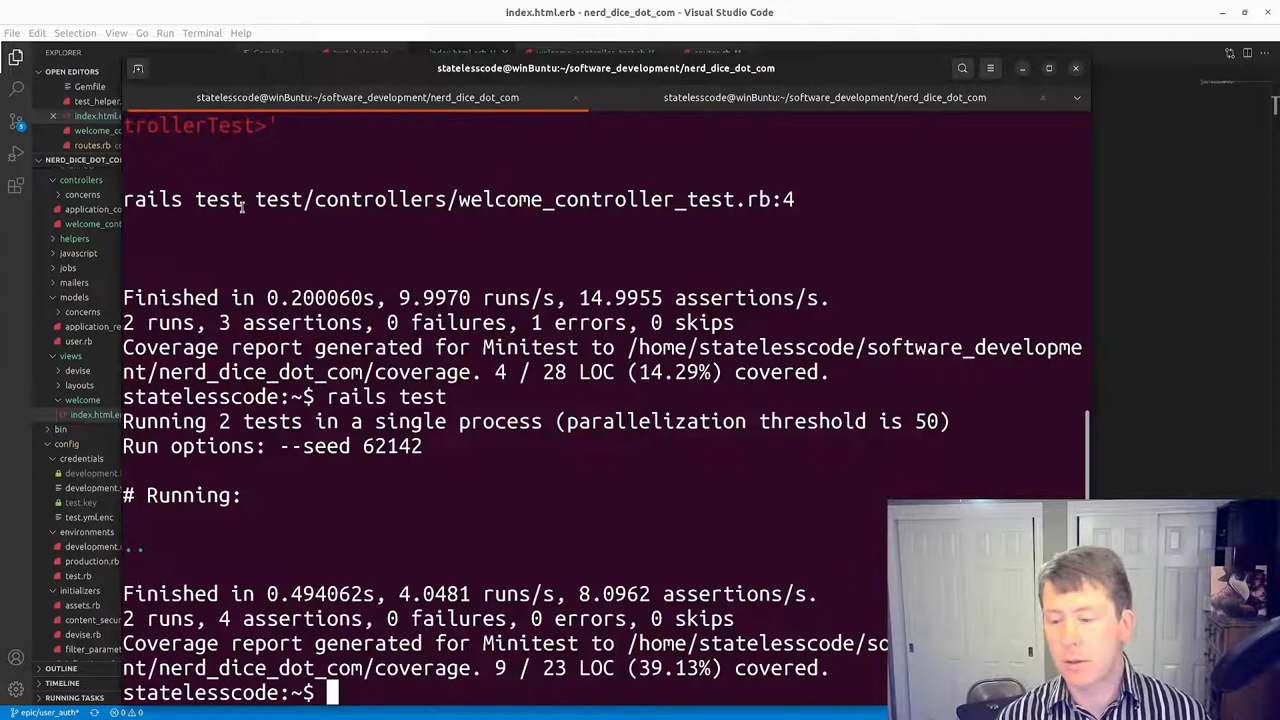 index.html.erb - nerd_dice_dot_com - Visual Studio Code
File Edit Selection View Go Run Terminal Help
EXPLORER
OPEN EDITORS
Gemfile
test_helper.
index.html.e
welcome_co
routes.rb
NERD_DICE_DOT_CO
controllers
concerns
application_co
welcome_cont
helpers
javascript
jobs
mailers
models
concerns
application_re
user.rb
views
devise
layouts
welcome
index.html.er
bin
config
credentials
development.
development.y
test.key
test.yml.enc
environments
development.r
production.rb
test.rb
initializers
assets.rb
content_secur
devise.rb
filter_paramet
OUTLINE
TIMELINE
RUNNING TASKS
epic/user_auth* 0 0
statelesscode@winBuntu:~/software_development/nerd_dice_dot_com
statelesscode@winBuntu:~/software_development/nerd_dice_dot_com
statelesscode@winBuntu:~/software_development/nerd_dice_dot_com
trollerTest>'
rails test test/controllers/welcome_controller_test.rb:4
Finished in 0.200060s, 9.9970 runs/s, 14.9955 assertions/s.
2 runs, 3 assertions, 0 failures, 1 errors, 0 skips
Coverage report generated for Minitest to /home/statelesscode/software_developme
nt/nerd_dice_dot_com/coverage. 4 / 28 LOC (14.29%) covered.
statelesscode:~$ rails test
Running 2 tests in a single process (parallelization threshold is 50)
Run options: --seed 62142
# Running:
..
Finished in 0.494062s, 4.0481 runs/s, 8.0962 assertions/s.
2 runs, 4 assertions, 0 failures, 0 errors, 0 skips
Coverage report generated for Minitest to /home/statelesscode/so
nt/nerd_dice_dot_com/coverage. 9 / 23 LOC (39.13%) covered.
statelesscode:~$